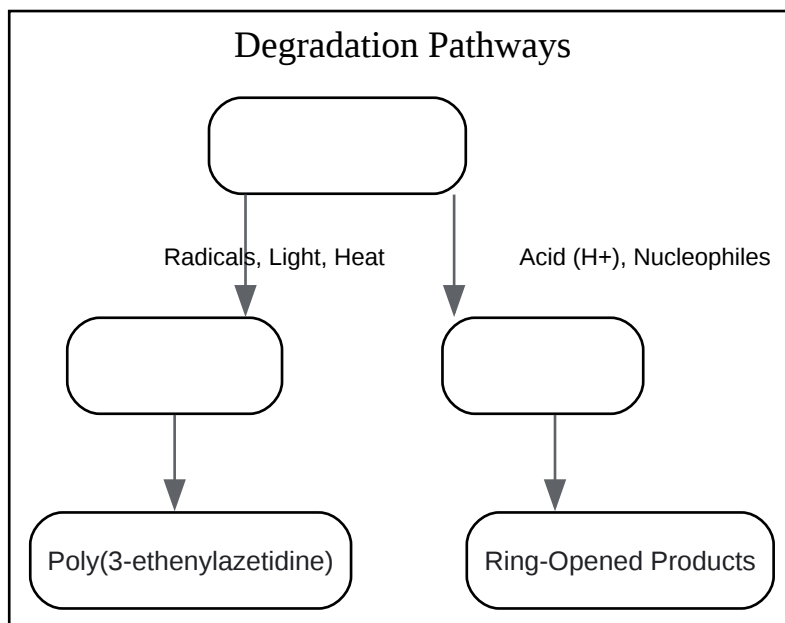 Degradation Pathways
Radicals, Light, Heat
Acid (H+), Nucleophiles
Poly(3-ethenylazetidine)
Ring-Opened Products